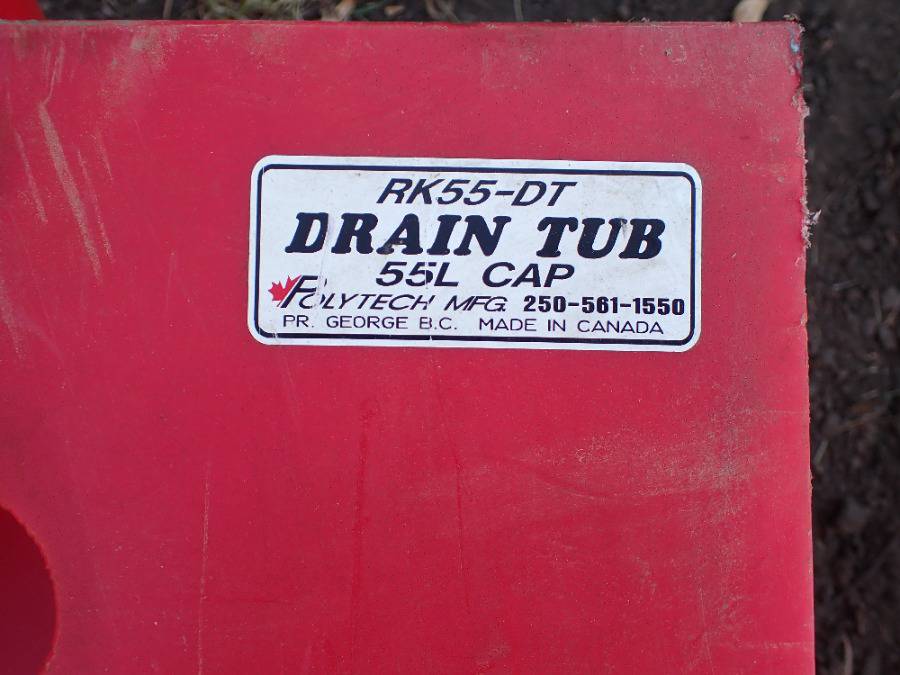 RK55-DT
DRAIN TUB
55L CAP
POLYTECH MFG. 250-561-1550
PR. GEORGE B.C. MADE IN CANADA